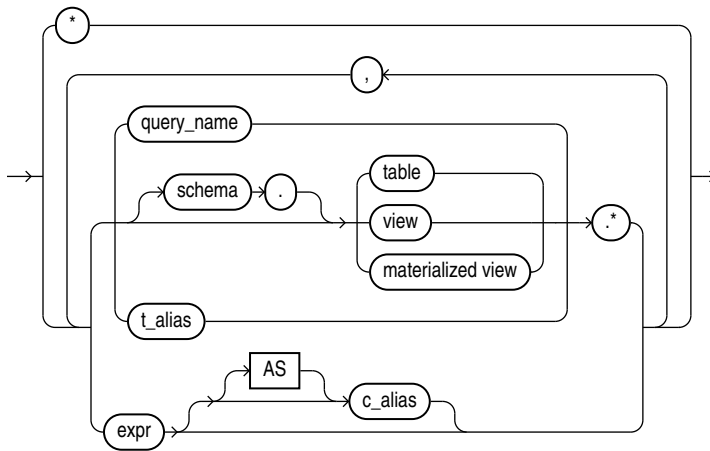 *
,
query_name
table
schema .
view .*
materialized view
t_alias
AS
c_alias
expr